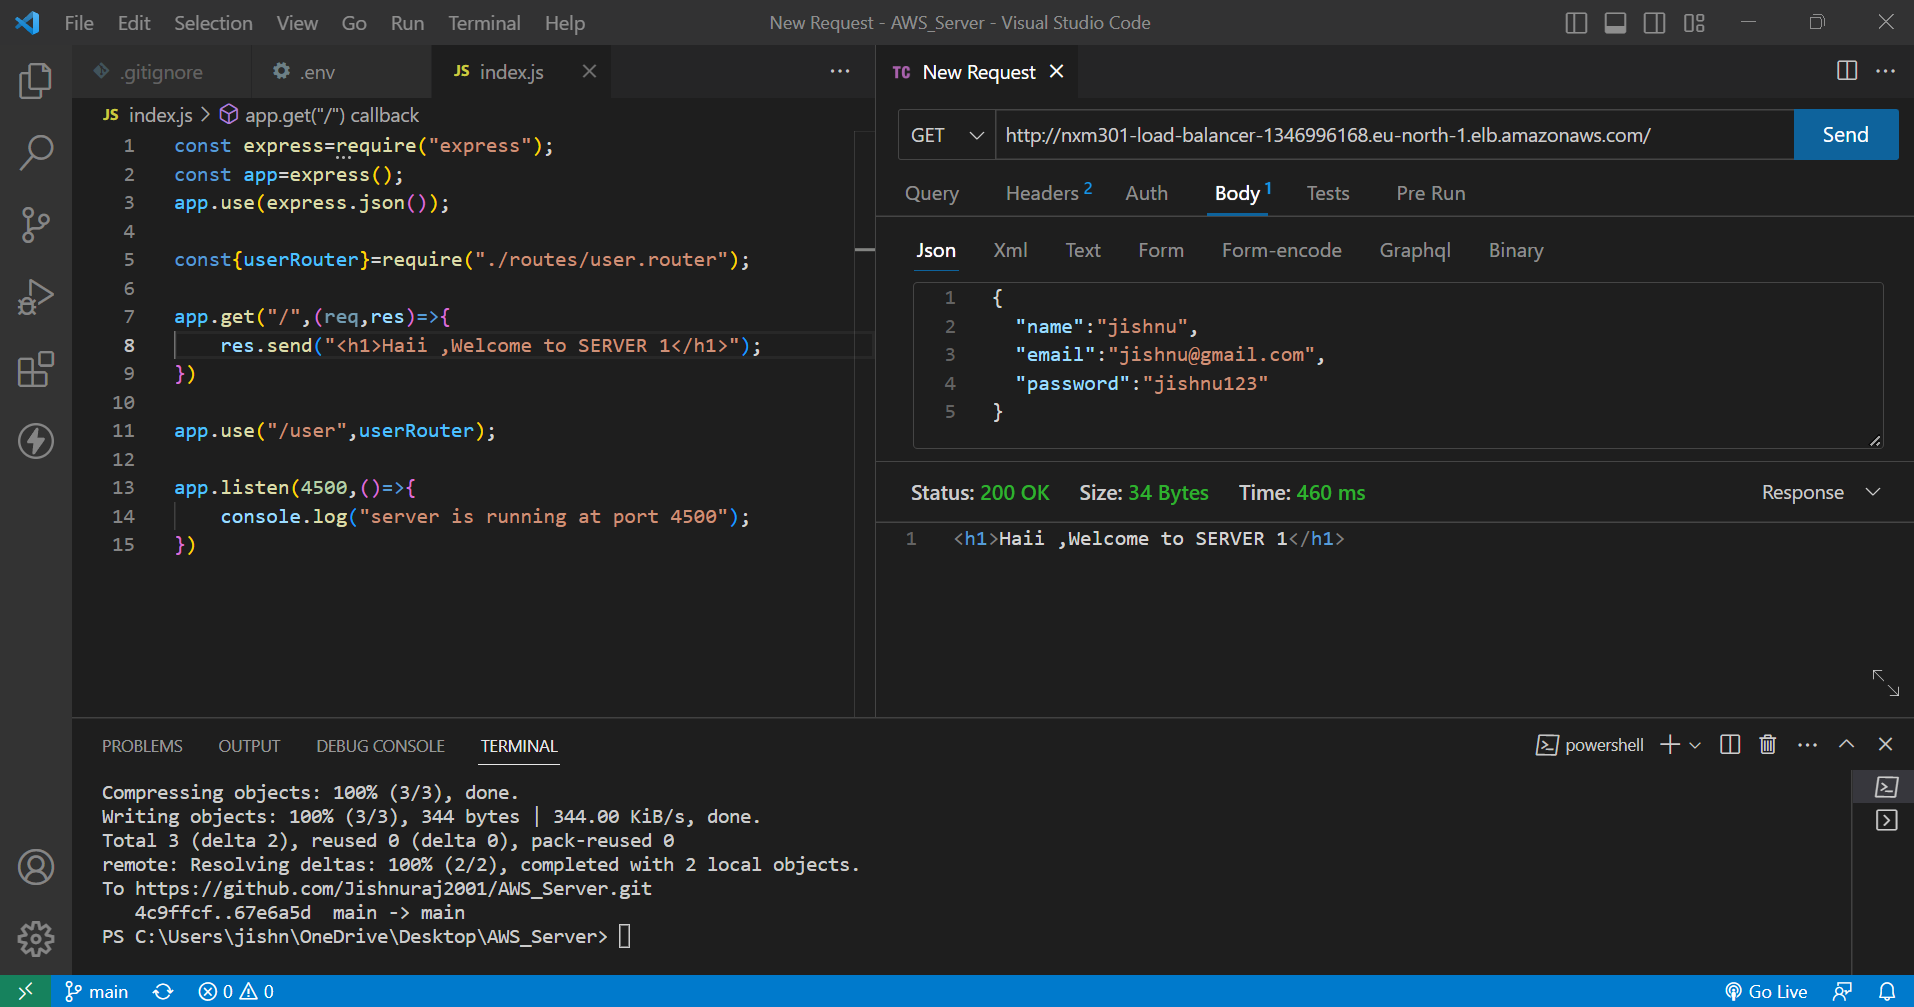 File Edit Selection View Go Run Terminal Help
New Request - AWS_Server - Visual Studio Code
.gitignore
.env
JS index.js
JS index.js > app.get("/") callback
1 const express=require("express");
2 const app=express();
3 app.use(express.json());
4
5 const{userRouter}=require("./routes/user.router");
6
7 app.get("/",(req,res)=>{
8     res.send("<h1>Haii ,Welcome to SERVER 1</h1>");
9 })
10
11 app.use("/user",userRouter);
12
13 app.listen(4500,()=>{
14     console.log("server is running at port 4500");
15 })
TC New Request
GET http://nxm301-load-balancer-1346996168.eu-north-1.elb.amazonaws.com/ Send
Query Headers 2 Auth Body 1 Tests Pre Run
Json Xml Text Form Form-encode Graphql Binary
1 {
2   "name":"jishnu",
3   "email":"jishnu@gmail.com",
4   "password":"jishnu123"
5 }
Status: 200 OK Size: 34 Bytes Time: 460 ms Response
1 <h1>Haii ,Welcome to SERVER 1</h1>
PROBLEMS OUTPUT DEBUG CONSOLE TERMINAL
powershell
Compressing objects: 100% (3/3), done.
Writing objects: 100% (3/3), 344 bytes | 344.00 KiB/s, done.
Total 3 (delta 2), reused 0 (delta 0), pack-reused 0
remote: Resolving deltas: 100% (2/2), completed with 2 local objects.
To https://github.com/Jishnuraj2001/AWS_Server.git
   4c9ffcf..67e6a5d  main -> main
PS C:\Users\jishn\OneDrive\Desktop\AWS_Server>
main 0 0 Go Live